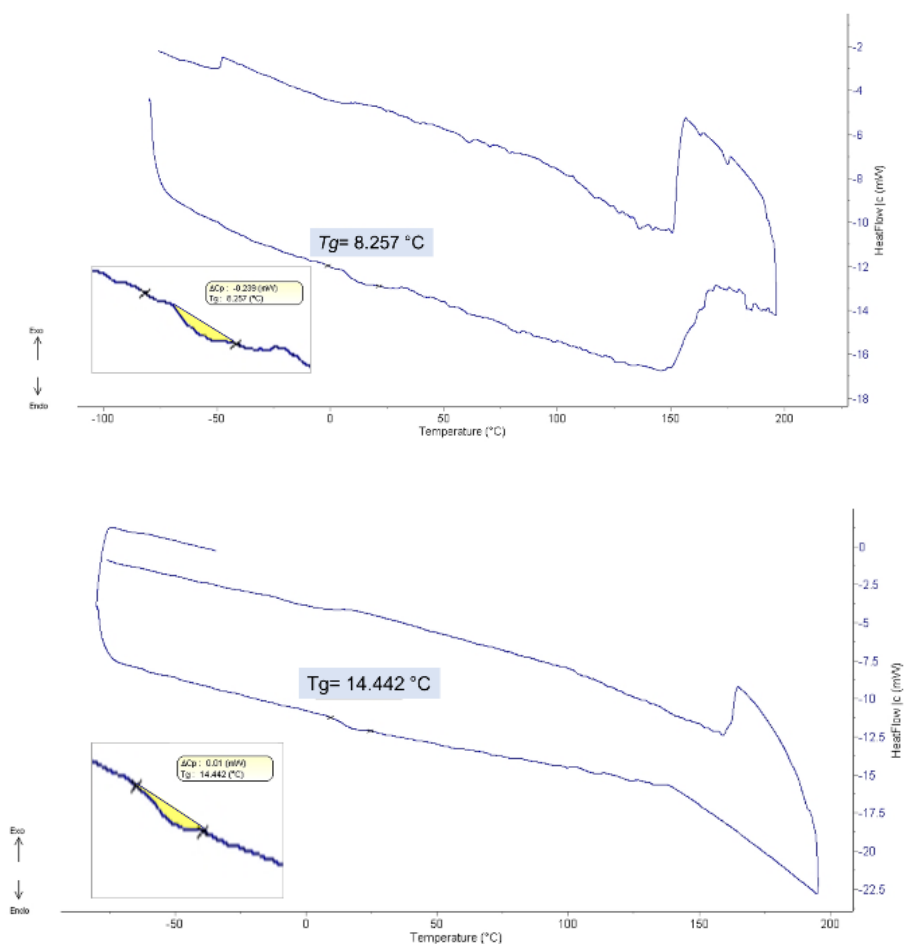 -2
-4
-6
-8
-10
-12
-14
-16
-18
HeatFlow |c (mW)
Tg= 8.257 °C
ΔCp : -0.239 (mW)
Tg : 8.257 (°C)
Exo
Endo
-100 -50 0 50 100 150 200
Temperature (°C)
0
-2.5
-5
-7.5
-10
-12.5
-15
-17.5
-20
-22.5
HeatFlow |c (mW)
Tg= 14.442 °C
ΔCp : 0.01 (mW)
Tg : 14.442 (°C)
Exo
Endo
-50 0 50 100 150 200
Temperature (°C)